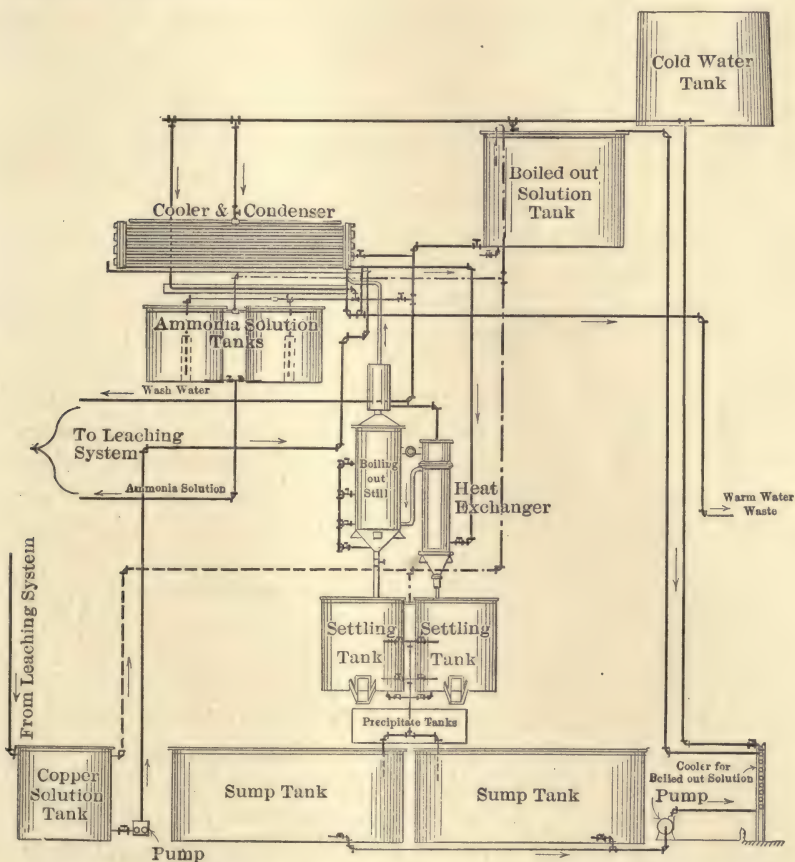 Cold Water
Tank
Boiled out
Solution
Tank
Cooler & Condenser
Ammonia Solution
Tanks
Wash Water
To Leaching
System
Ammonia Solution
Boiling
out
Still
Heat
Exchanger
Warm Water
Waste
From Leaching System
Settling
Tank
Settling
Tank
Precipitate Tanks
Copper
Solution
Tank
Pump
Sump Tank
Sump Tank
Cooler for
Boiled out Solution
Pump